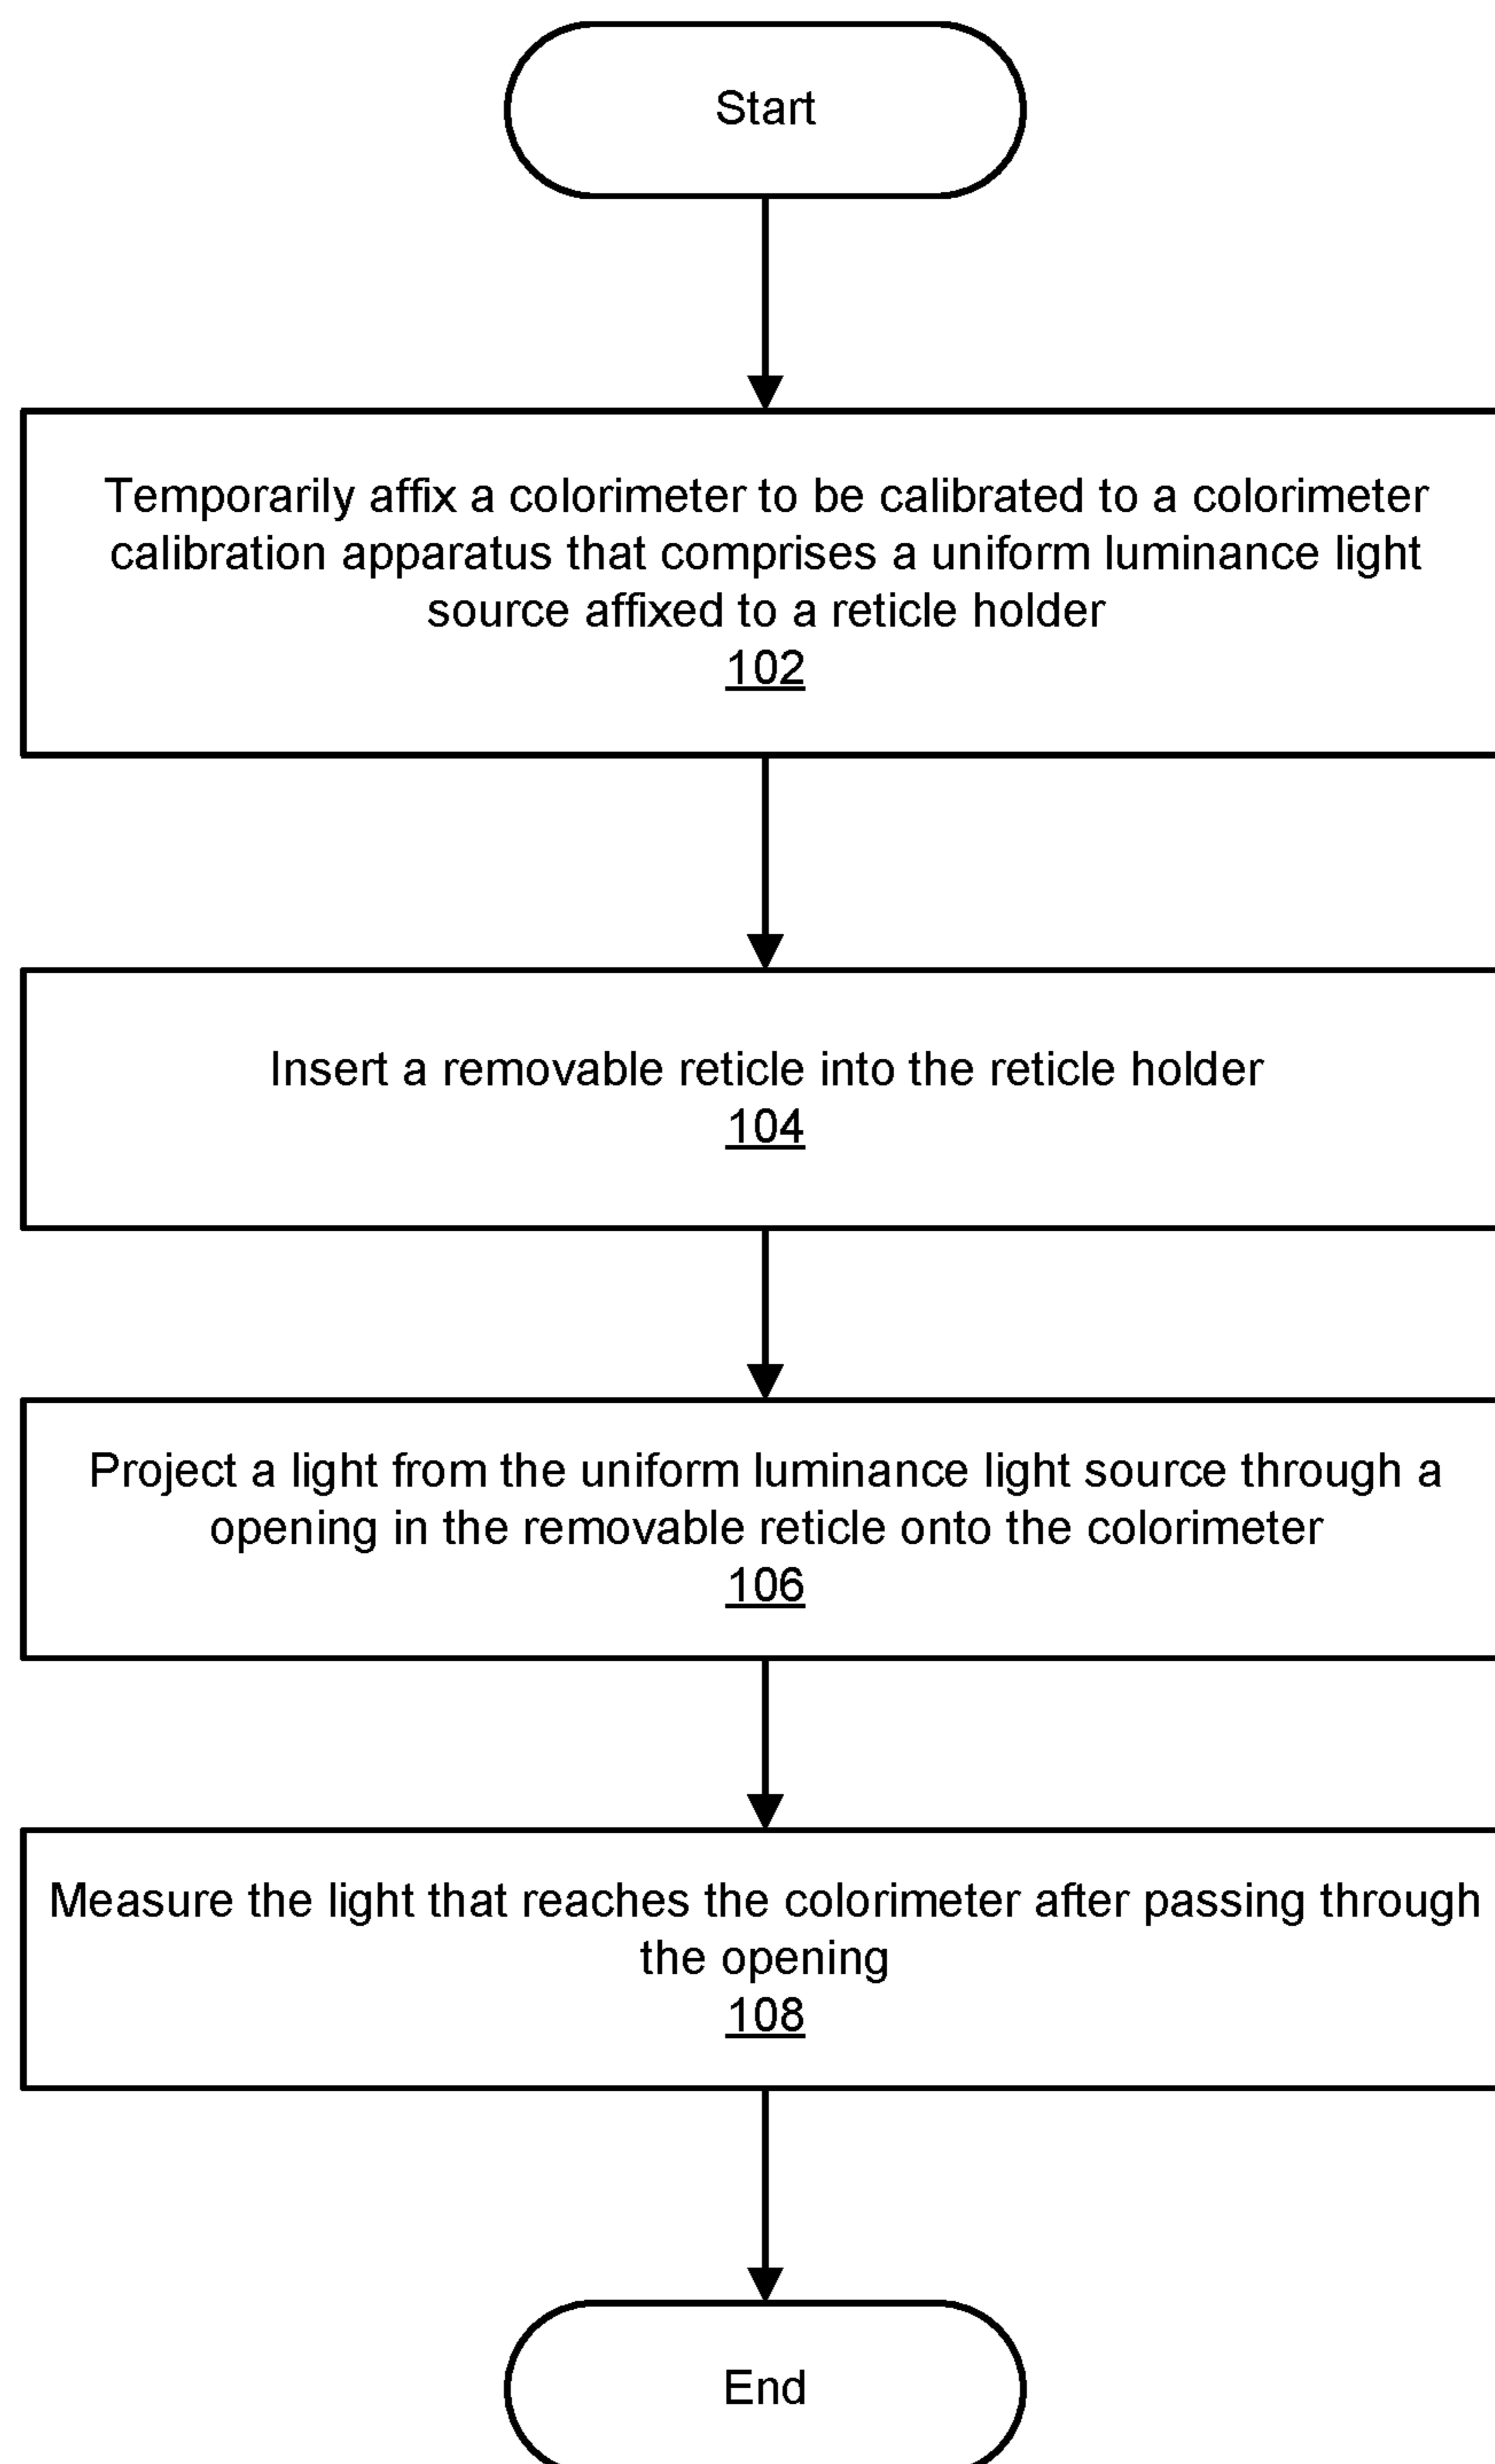 Start
Temporarily affix a colorimeter to be calibrated to a colorimeter
calibration apparatus that comprises a uniform luminance light
source affixed to a reticle holder
102
Insert a removable reticle into the reticle holder
104
Project a light from the uniform luminance light source through a
opening in the removable reticle onto the colorimeter
106
Measure the light that reaches the colorimeter after passing through
the opening
108
End